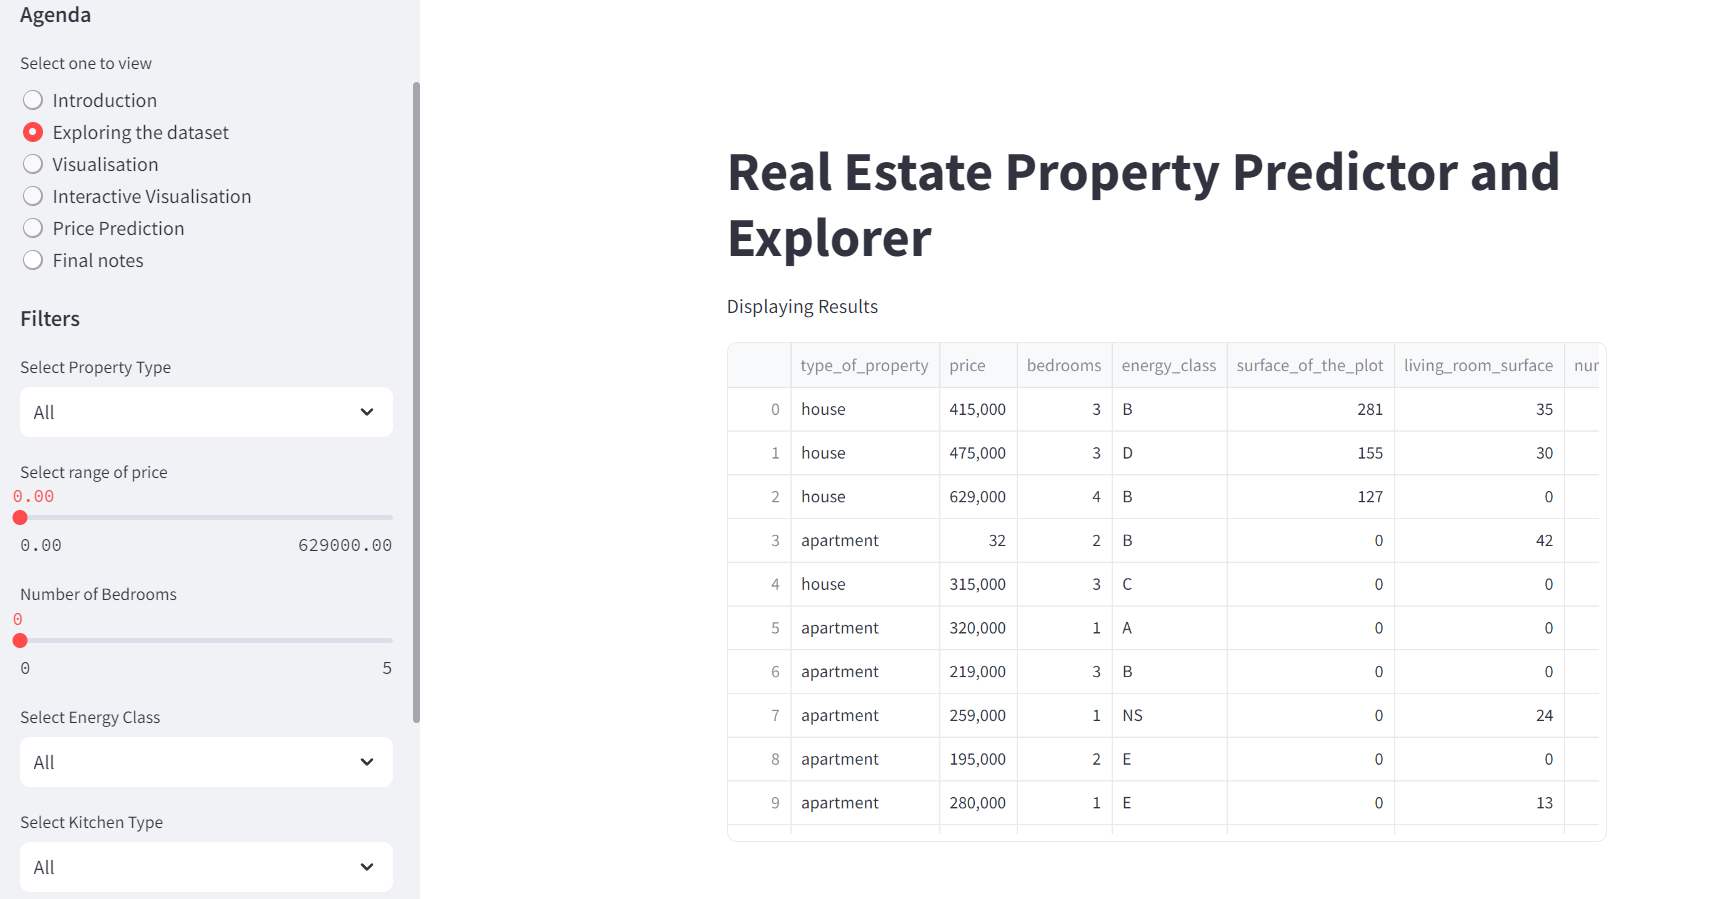 Agenda
Select one to view
Introduction
Exploring the dataset
Visualisation
Interactive Visualisation
Price Prediction
Final notes
Filters
Select Property Type
All
Select range of price
0.00
0.00 629000.00
Number of Bedrooms
0
0 5
Select Energy Class
All
Select Kitchen Type
All
Real Estate Property Predictor and
Explorer
Displaying Results
type_of_property price bedrooms energy_class surface_of_the_plot living_room_surface nur
0 house 415,000 3 B 281 35
1 house 475,000 3 D 155 30
2 house 629,000 4 B 127 0
3 apartment 32 2 B 0 42
4 house 315,000 3 C 0 0
5 apartment 320,000 1 A 0 0
6 apartment 219,000 3 B 0 0
7 apartment 259,000 1 NS 0 24
8 apartment 195,000 2 E 0 0
9 apartment 280,000 1 E 0 13